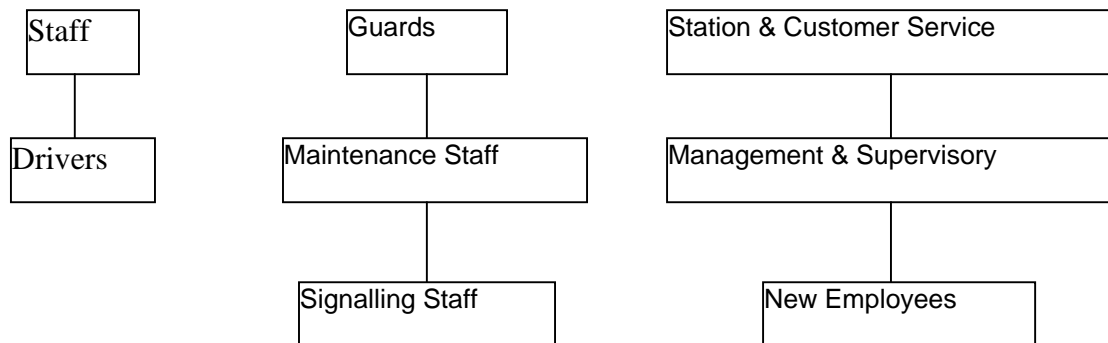 Staff
Guards
Station & Customer Service
Drivers
Maintenance Staff
Management & Supervisory
Signalling Staff
New Employees